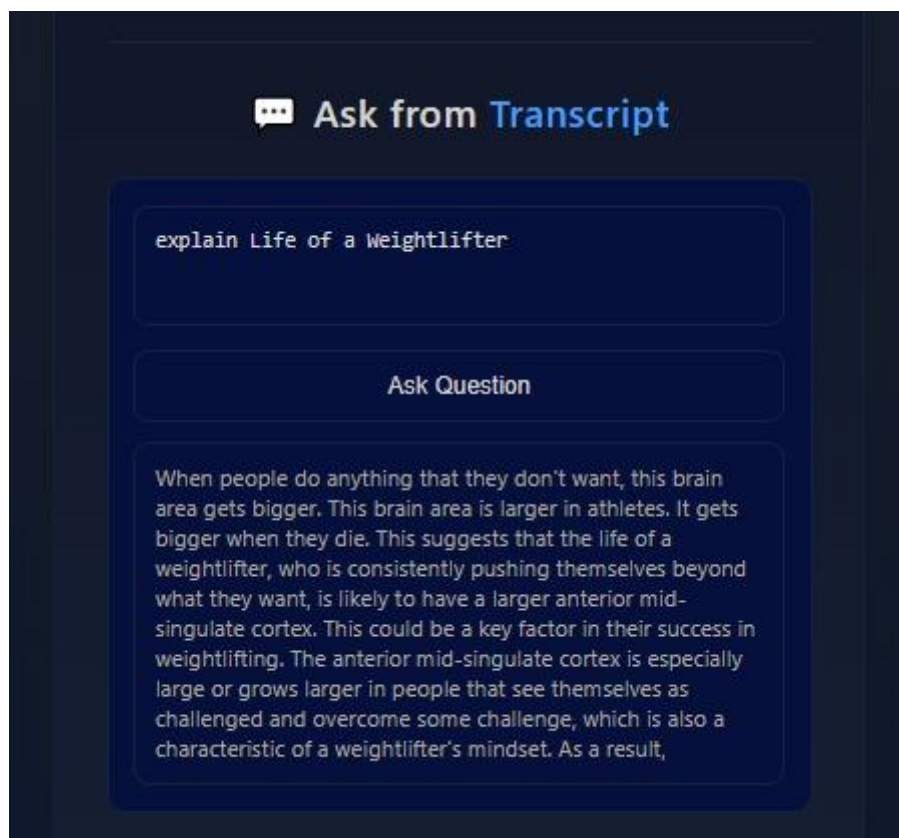 Ask from Transcript
explain Life of a Weightlifter
Ask Question
When people do anything that they don't want, this brain
area gets bigger. This brain area is larger in athletes. It gets
bigger when they die. This suggests that the life of a
weightlifter, who is consistently pushing themselves beyond
what they want, is likely to have a larger anterior mid-
singulate cortex. This could be a key factor in their success in
weightlifting. The anterior mid-singulate cortex is especially
large or grows larger in people that see themselves as
challenged and overcome some challenge, which is also a
characteristic of a weightlifter's mindset. As a result,